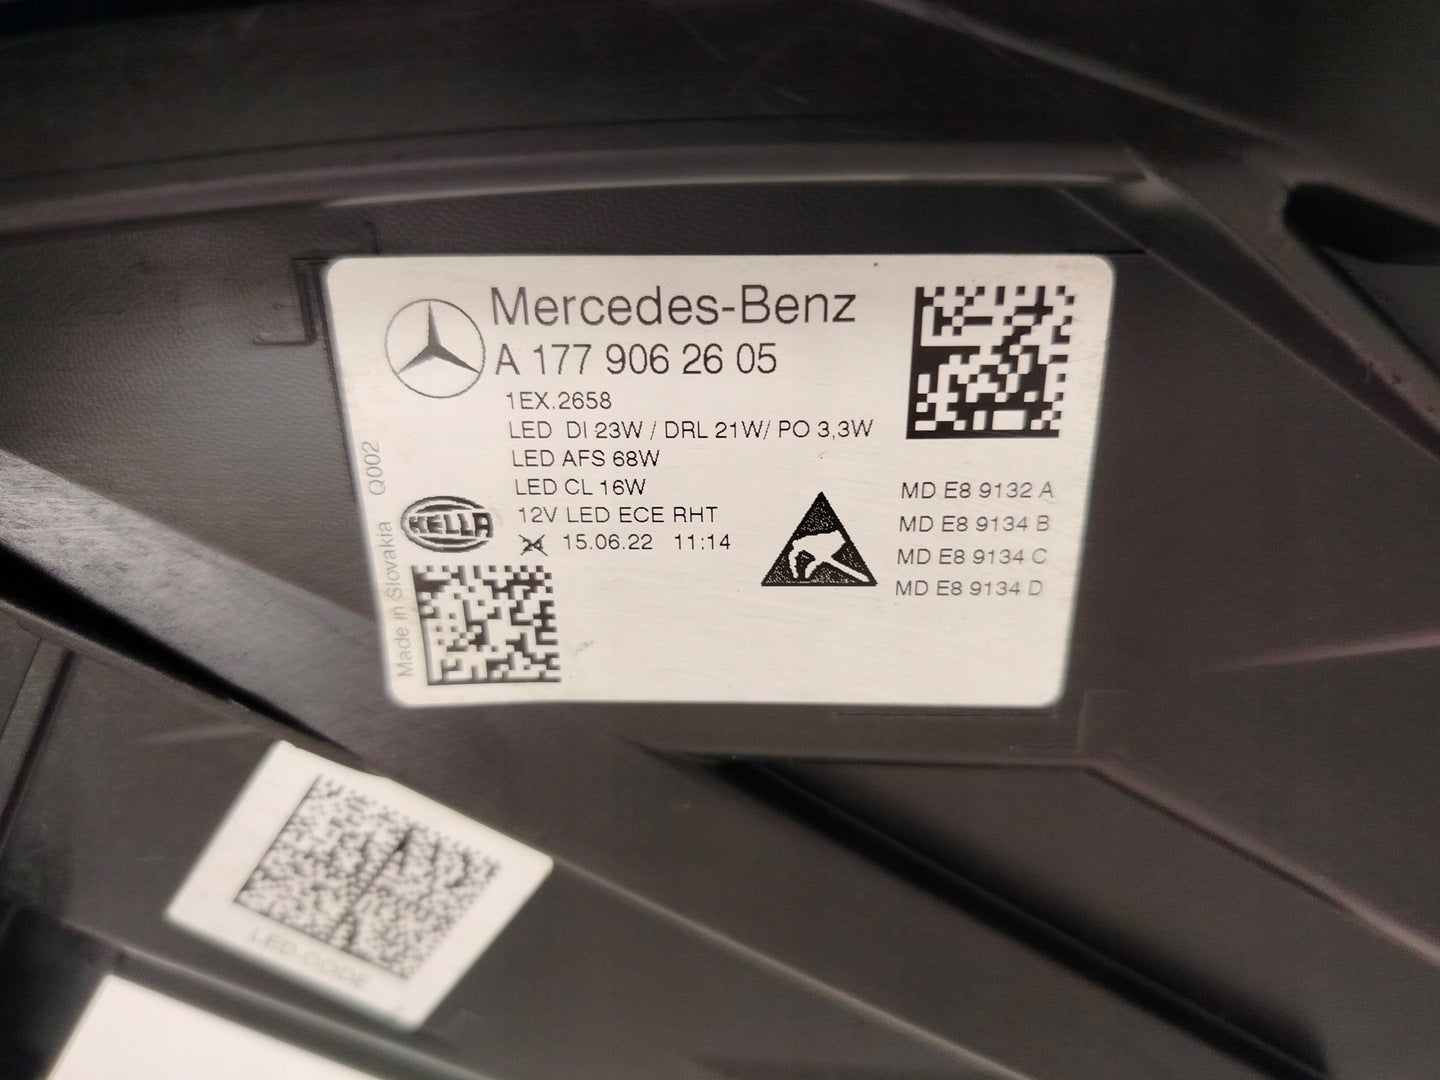 Mercedes-Benz
A 177 906 26 05
1EX.2658
LED DI 23W / DRL 21W/ PO 3,3W
LED AFS 68W
LED CL 16W
12V LED ECE RHT
24 15.06.22 11:14
HELLA
MD E8 9132 A
MD E8 9134 B
MD E8 9134 C
MD E8 9134 D
Made in Slovakia Q002
LED-CODE